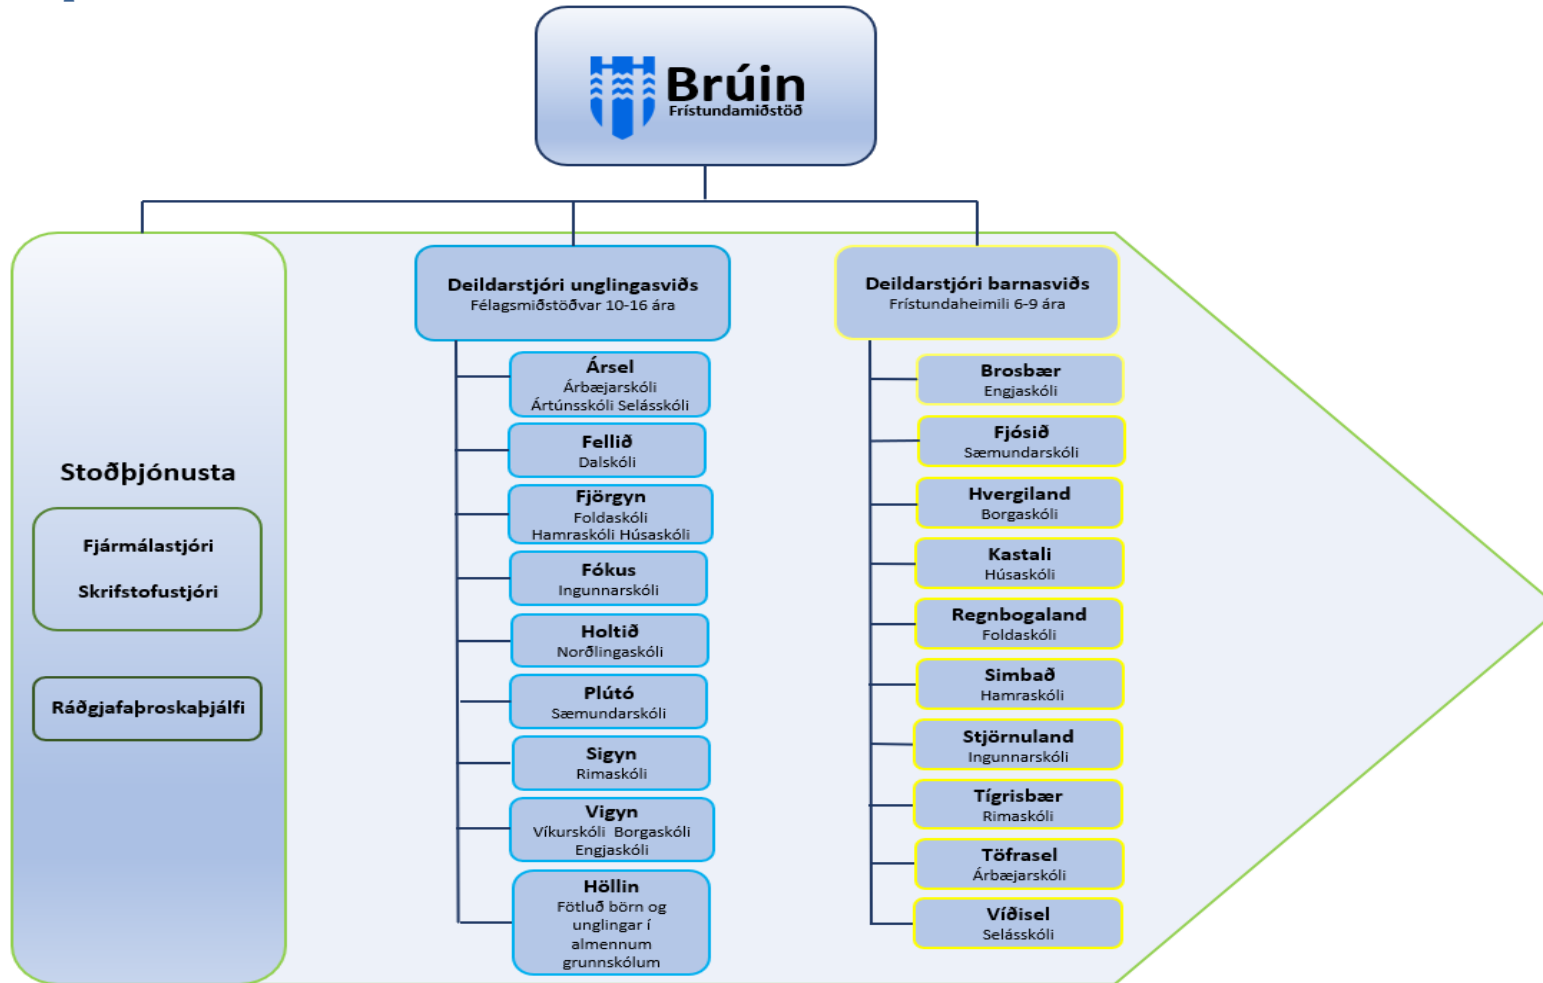 Brúin
Frístundamiðstöð
Stoðþjónusta
Fjármálastjóri
Skrifstofustjóri
Ráðgjafaþroskaþjálfi
Deildarstjóri unglingasviðs
Félagsmiðstöðvar 10-16 ára
Ársel
Árbæjarskóli
Ártúnsskóli Selásskóli
Fellið
Dalskóli
Fjörgyn
Foldaskóli
Hamraskóli Húsaskóli
Fókus
Ingunnarskóli
Holtið
Norðlingaskóli
Plútó
Sæmundarskóli
Sigyn
Rimaskóli
Vigyn
Víkurskóli  Borgaskóli
Engjaskóli
Höllin
Fötluð börn og
unglingar í
almennum
grunnskólum
Deildarstjóri barnasviðs
Frístundaheimili 6-9 ára
Brosbær
Engjaskóli
Fjósið
Sæmundarskóli
Hvergiland
Borgaskóli
Kastali
Húsaskóli
Regnbogaland
Foldaskóli
Simbað
Hamraskóli
Stjörnuland
Ingunnarskóli
Tígrisbær
Rimaskóli
Töfrasel
Árbæjarskóli
Víðisel
Selásskóli